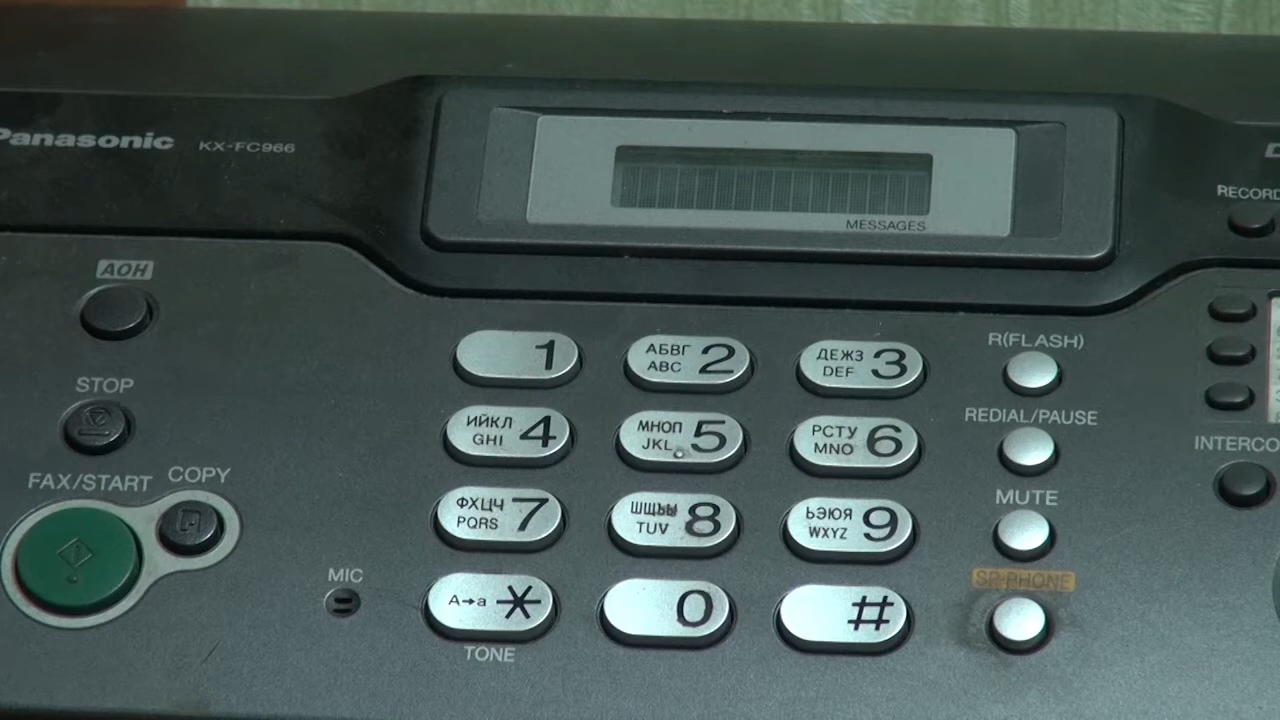 Panasonic KX-FC966
MESSAGES
RECORD
АОН
STOP
FAX/START
COPY
MIC
1
АБВГ
ABC 2
ДЕЖЗ
DEF 3
ИЙКЛ
GHI 4
МНОП
JKL 5
РСТУ
MNO 6
ФХЦЧ
PQRS 7
ШЩЪЫ
TUV 8
ЬЭЮЯ
WXYZ 9
A→a *
TONE
0
#
R(FLASH)
REDIAL/PAUSE
MUTE
SP-PHONE
INTERCO